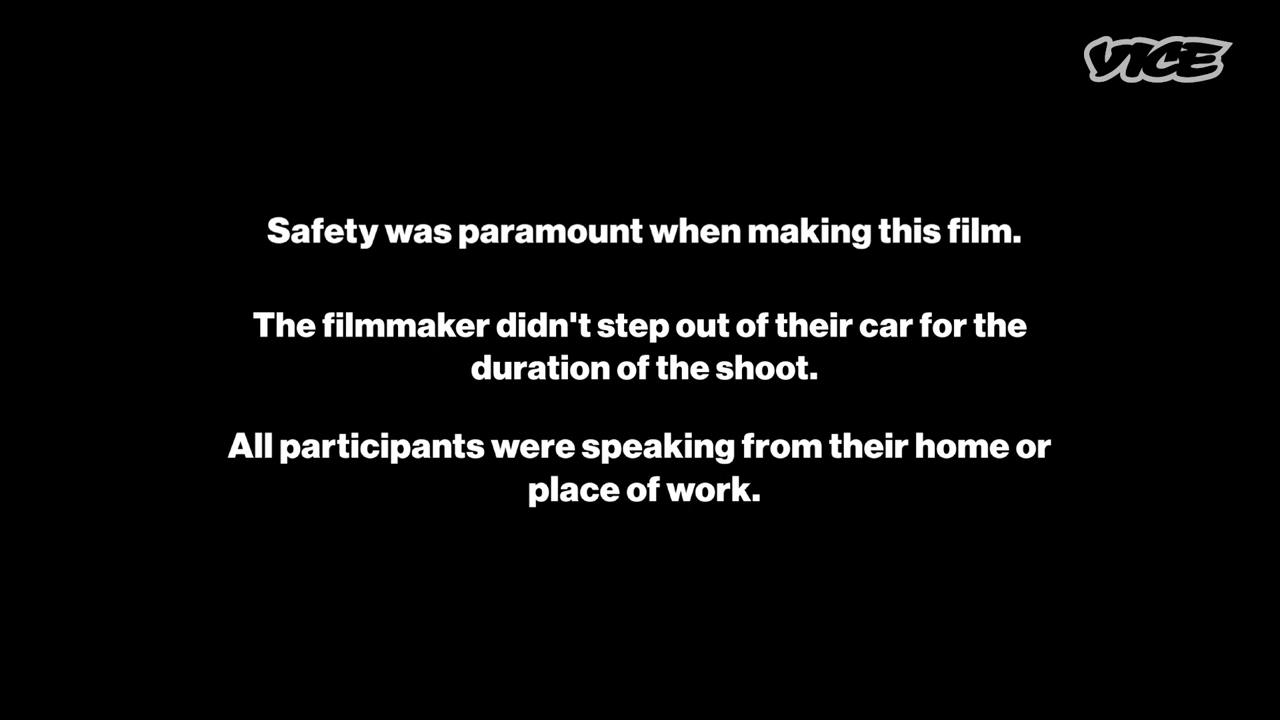 VICE
Safety was paramount when making this film.
The filmmaker didn't step out of their car for the
duration of the shoot.
All participants were speaking from their home or
place of work.